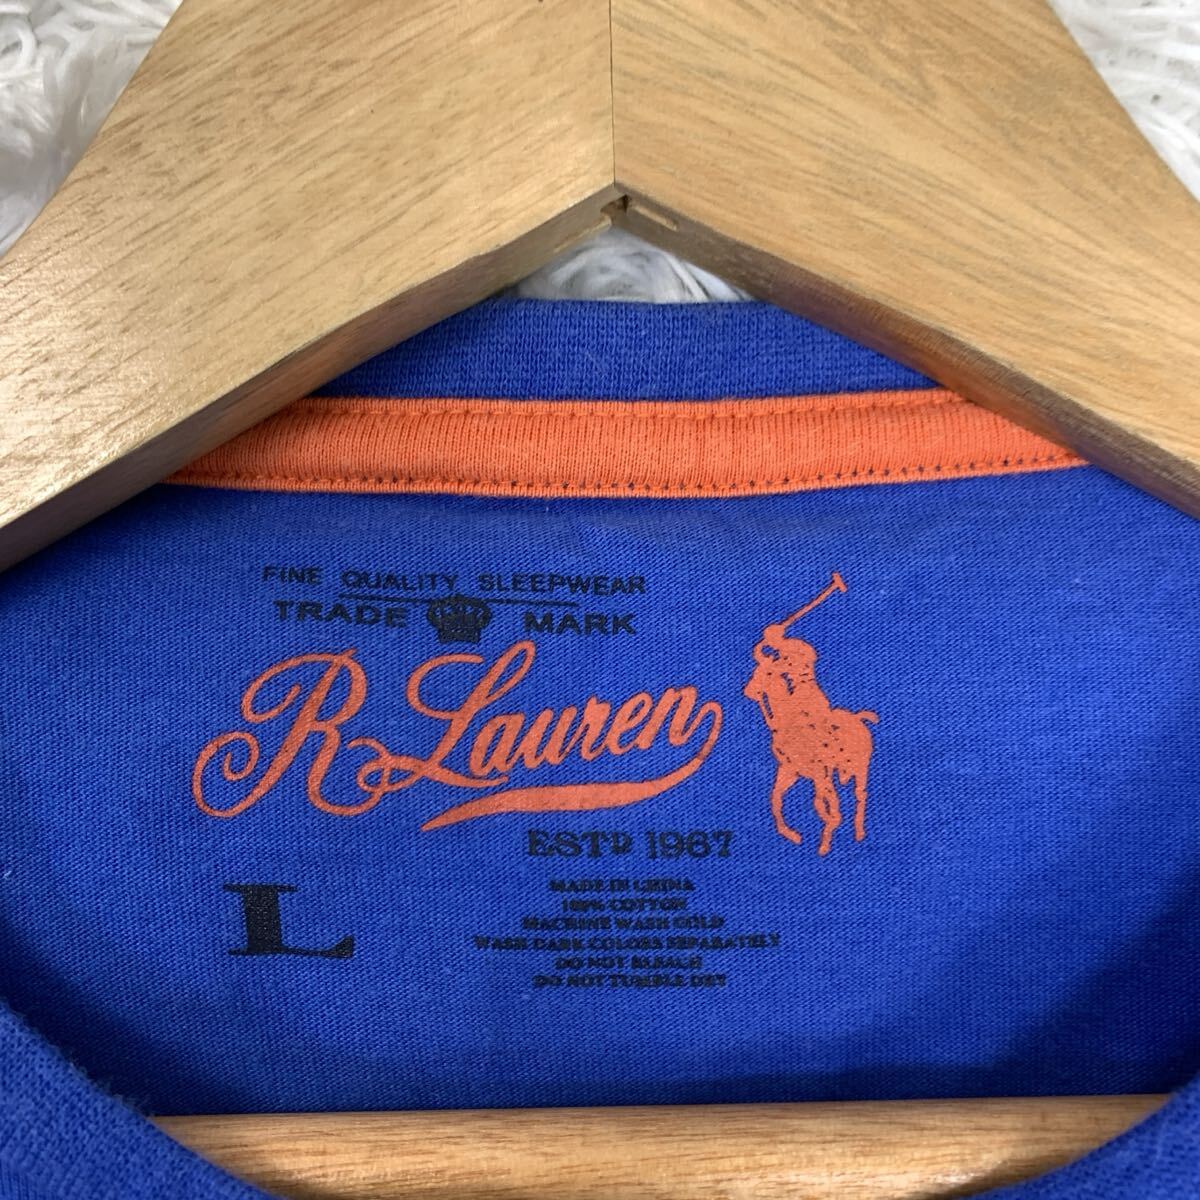 FINE QUALITY SLEEPWEAR
TRADE MARK
R Lauren
ESTD 1967
L
MADE IN CHINA
100% COTTON
MACHINE WASH COLD
WASH DARK COLORS SEPARATELY
DO NOT BLEACH
DO NOT TUMBLE DRY